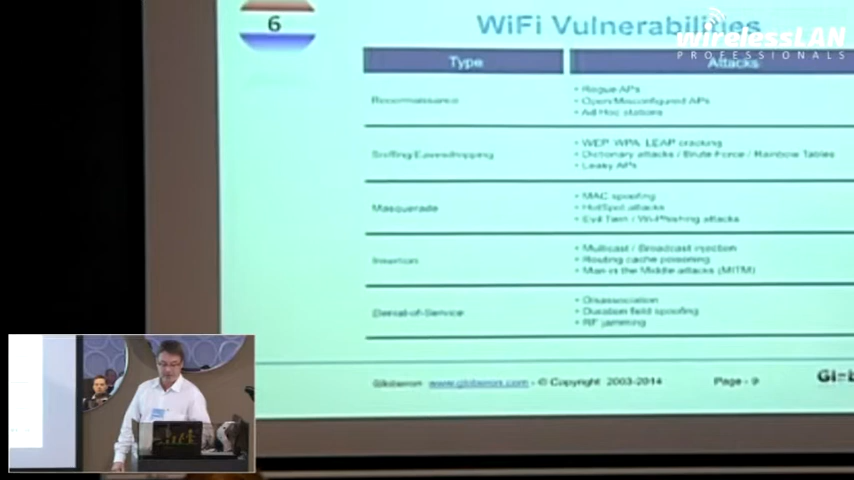 6
WiFi Vulnerabilities
wirelessLAN
PROFESSIONALS
Type
Attacks
Reconnaissance
• Rogue APs
• Open/Misconfigured APs
• Ad Hoc stations
Sniffing/Eavesdropping
• WEP, WPA, LEAP cracking
• Dictionary attacks / Brute Force / Rainbow Tables
• Leaky APs
Masquerade
• MAC spoofing
• HotSpot attacks
• Evil Twin / Wi-Phishing attacks
Insertion
• Multicast / Broadcast injection
• Routing cache poisoning
• Man in the Middle attacks (MITM)
Denial-of-Service
• Disassociation
• Duration field spoofing
• RF jamming
Globeron www.globeron.com - © Copyright 2003-2014 Page - 9